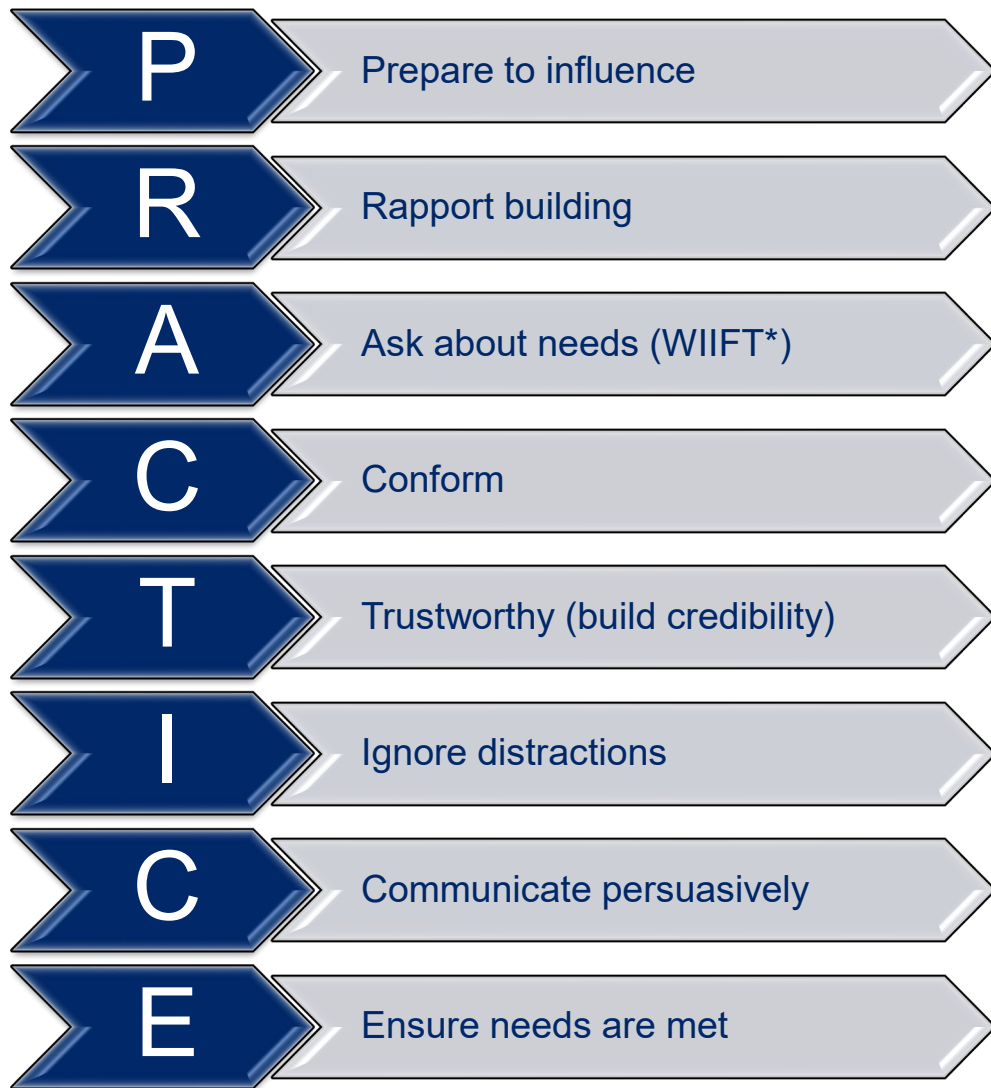 P
Prepare to influence
R
Rapport building
A
Ask about needs (WIIFT*)
C
Conform
T
Trustworthy (build credibility)
I
Ignore distractions
C
Communicate persuasively
E
Ensure needs are met